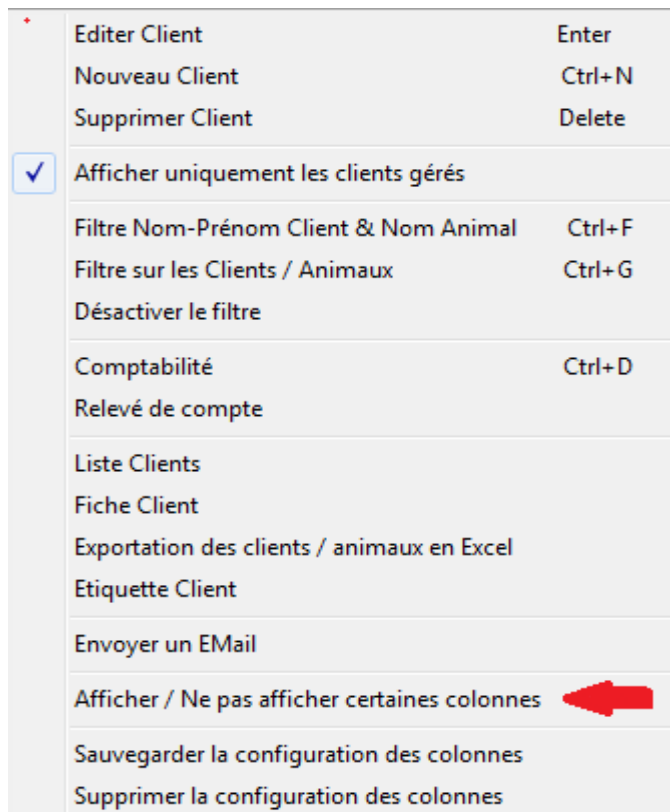 Editer Client Enter
Nouveau Client Ctrl+N
Supprimer Client Delete
Afficher uniquement les clients gérés
Filtre Nom-Prénom Client & Nom Animal Ctrl+F
Filtre sur les Clients / Animaux Ctrl+G
Désactiver le filtre
Comptabilité Ctrl+D
Relevé de compte
Liste Clients
Fiche Client
Exportation des clients / animaux en Excel
Etiquette Client
Envoyer un EMail
Afficher / Ne pas afficher certaines colonnes
Sauvegarder la configuration des colonnes
Supprimer la configuration des colonnes